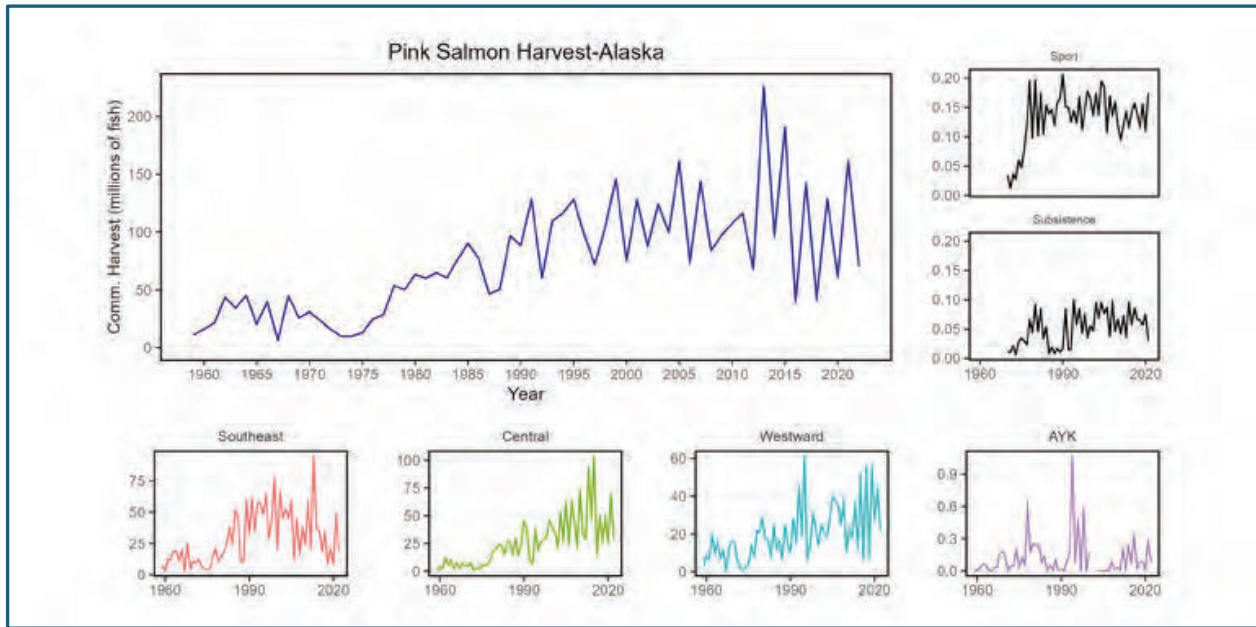 Pink Salmon Harvest-Alaska
Comm. Harvest (millions of fish)
200
150
100
50
0
1960 1965 1970 1975 1980 1985 1990 1995 2000 2005 2010 2015 2020
Year
Sport
0.20
0.15
0.10
0.05
0.00
Subsistence
0.20
0.15
0.10
0.05
0.00
1960 1990 2020
Southeast
75
50
25
0
1960 1990 2020
Central
100
75
50
25
0
1960 1990 2020
Westward
60
40
20
0
1960 1990 2020
AYK
0.9
0.6
0.3
0.0
1960 1990 2020